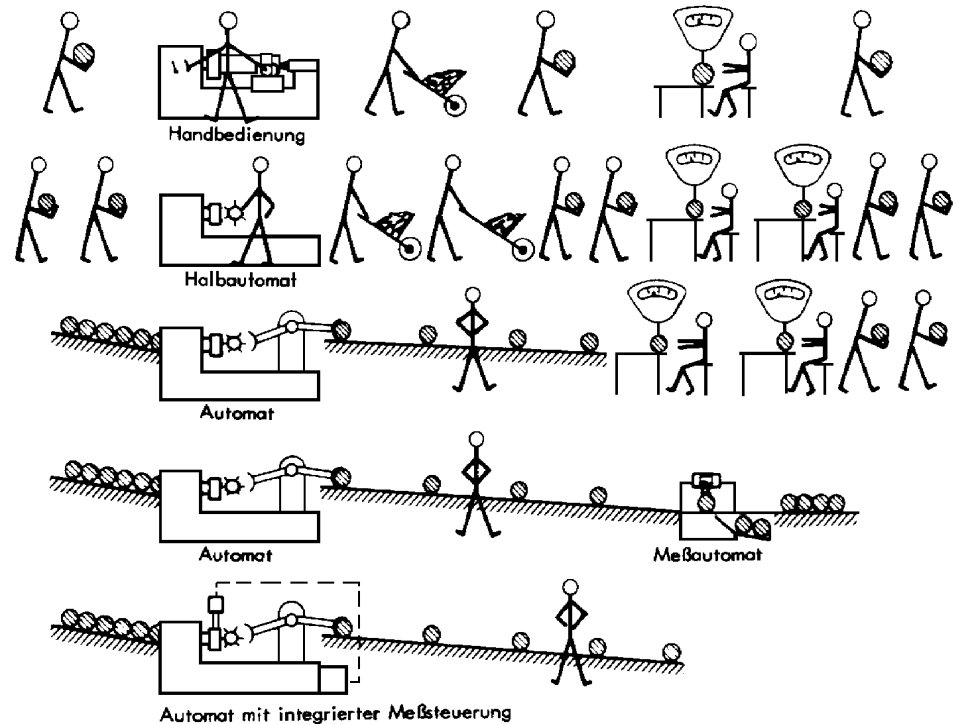 Handbedienung
Halbautomat
Automat
Automat
Meßautomat
Automat mit integrierter Meßsteuerung